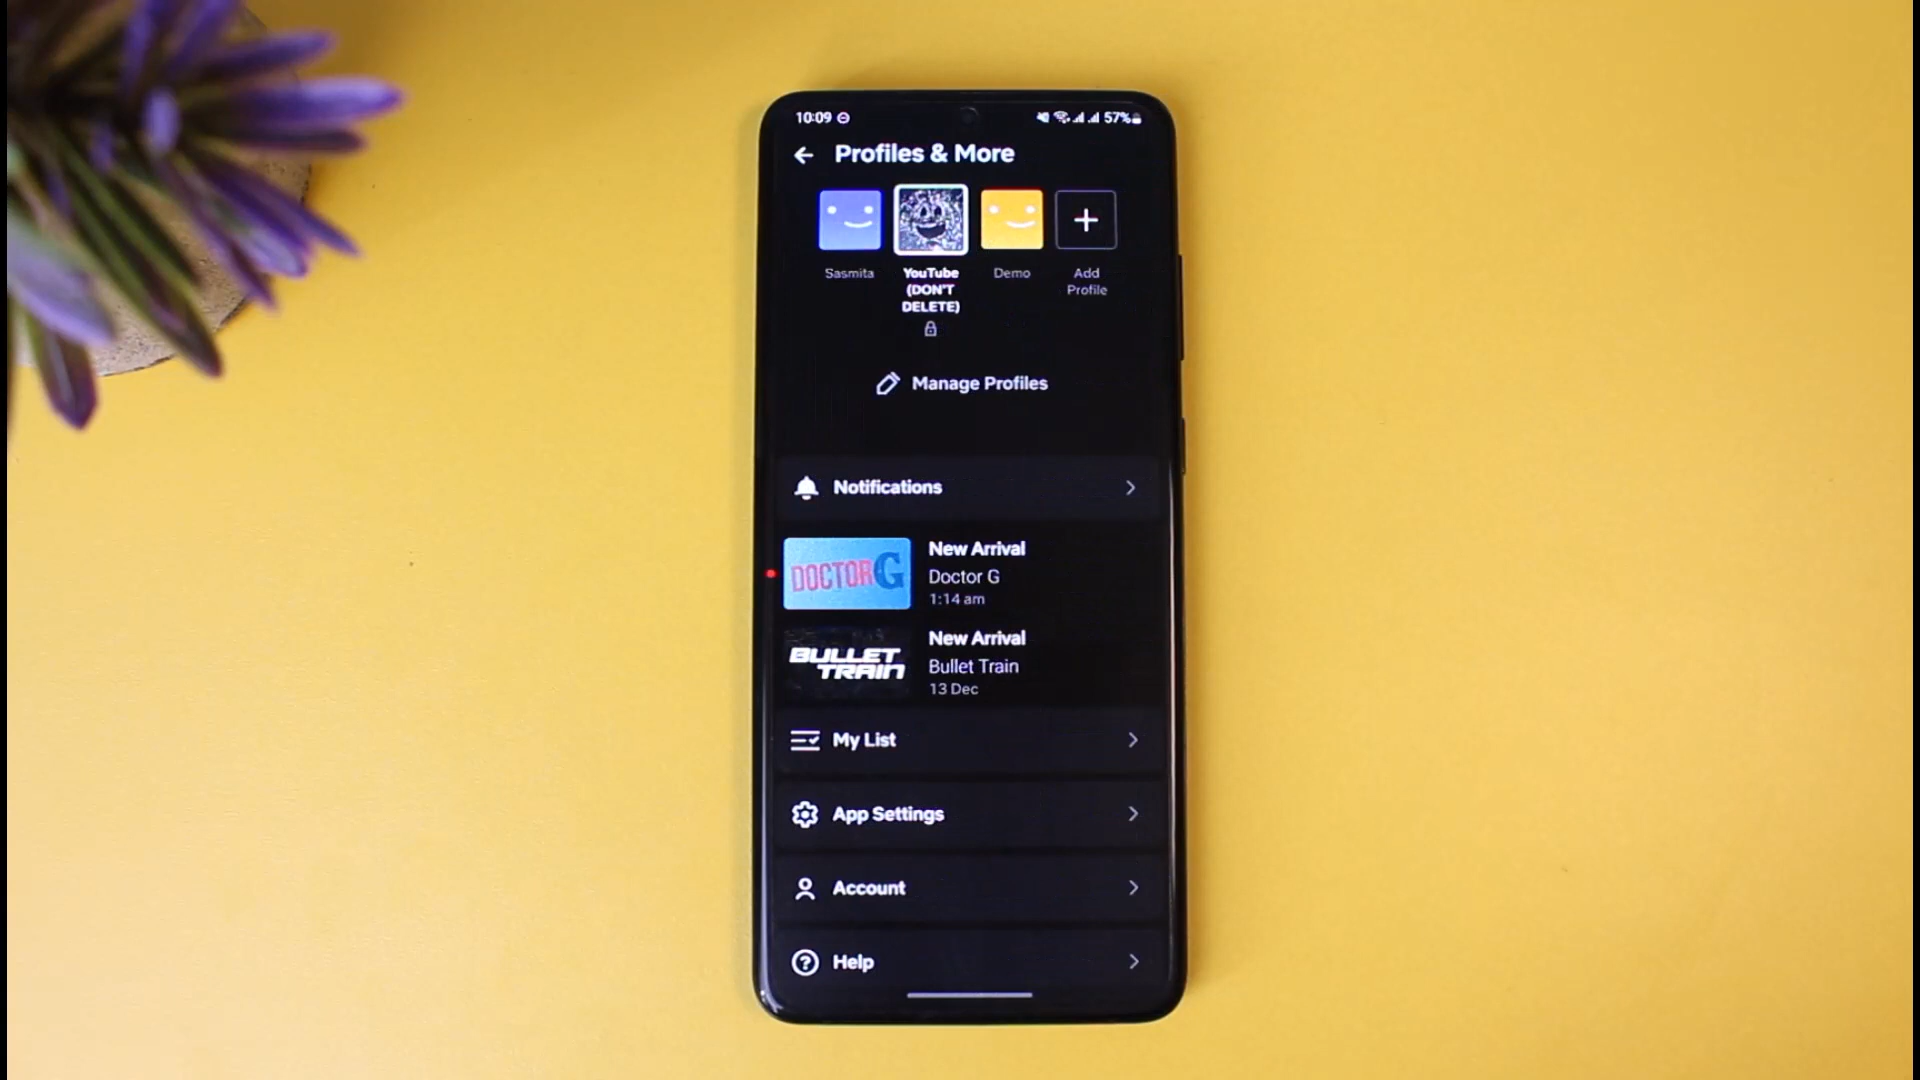 10:09
57%
Profiles & More
Sasmita
YouTube
(DON'T
DELETE)
Demo
Add
Profile
Manage Profiles
Notifications
DOCTOR G
New Arrival
Doctor G
1:14 am
BULLET
TRAIN
New Arrival
Bullet Train
13 Dec
My List
App Settings
Account
Help